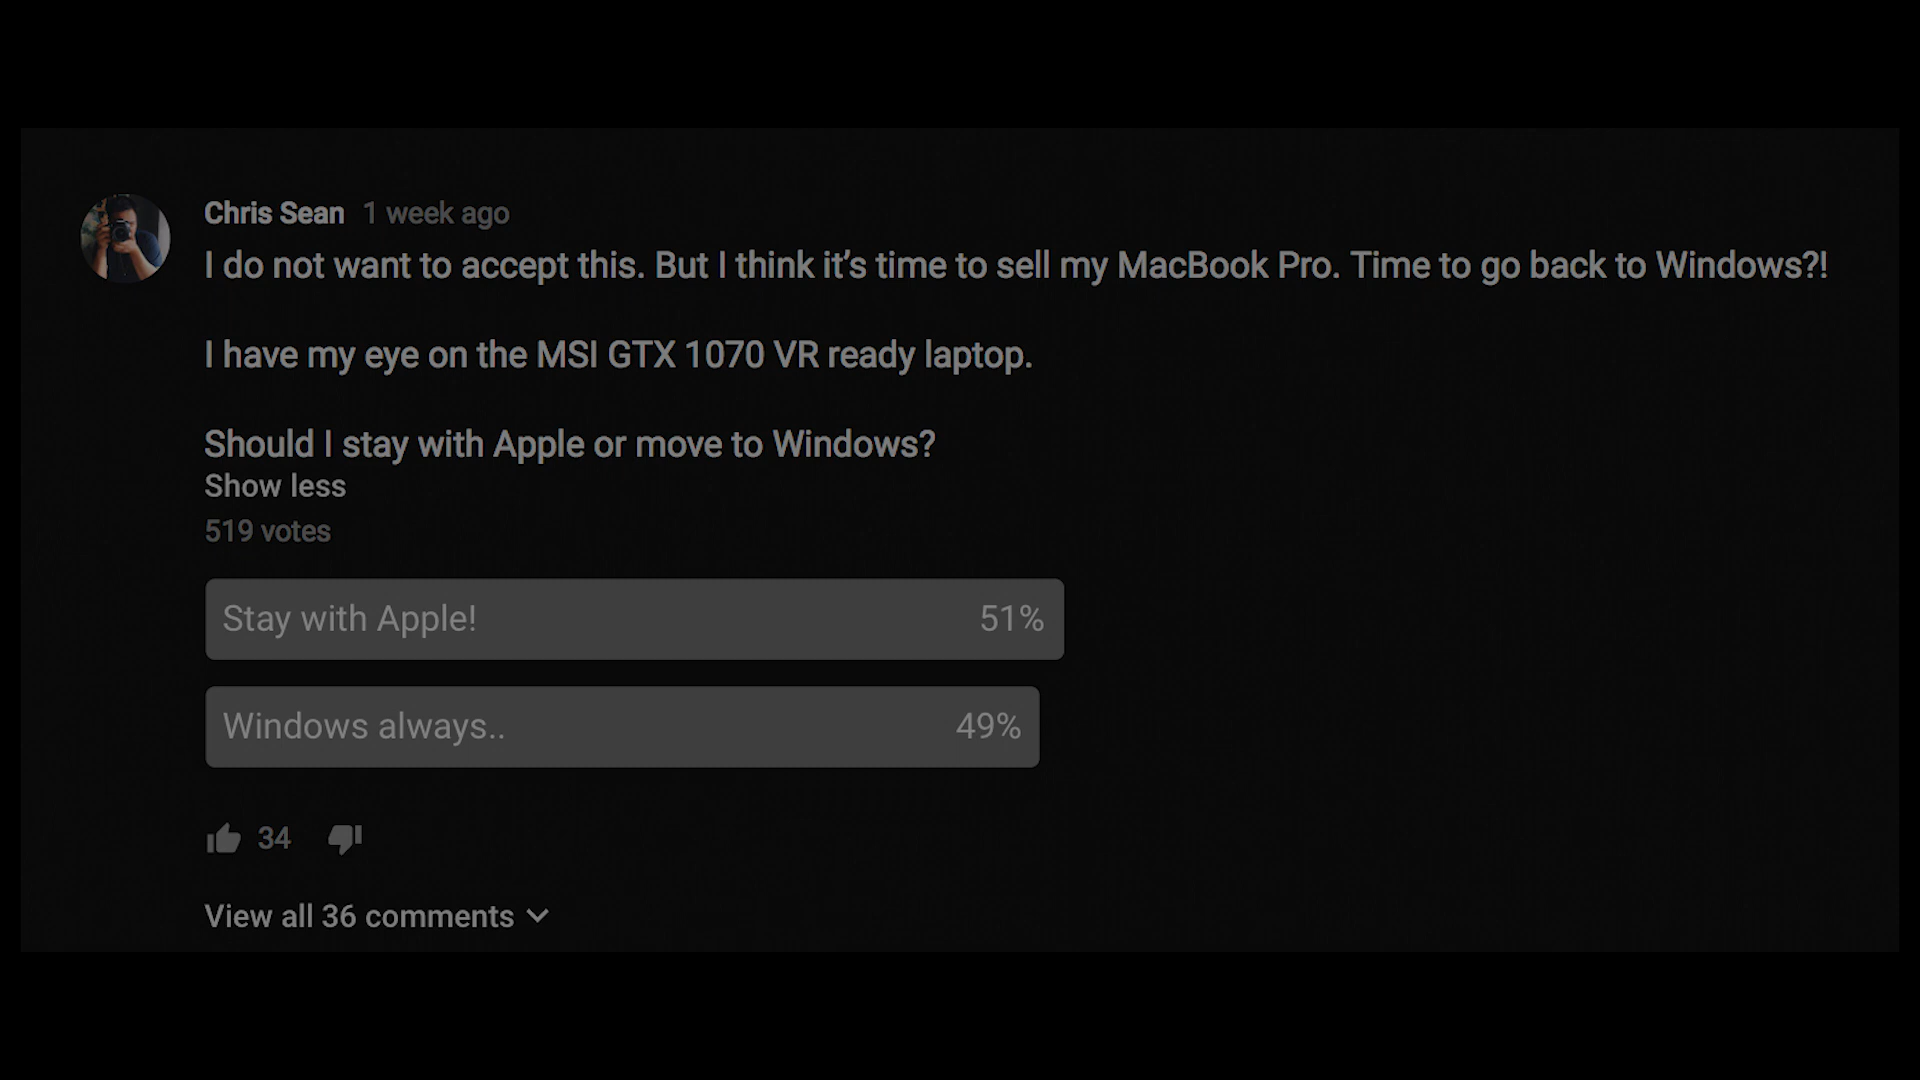 Chris Sean 1 week ago
I do not want to accept this. But I think it’s time to sell my MacBook Pro. Time to go back to Windows?!
I have my eye on the MSI GTX 1070 VR ready laptop.
Should I stay with Apple or move to Windows?
Show less
519 votes
Stay with Apple! 51%
Windows always.. 49%
34
View all 36 comments